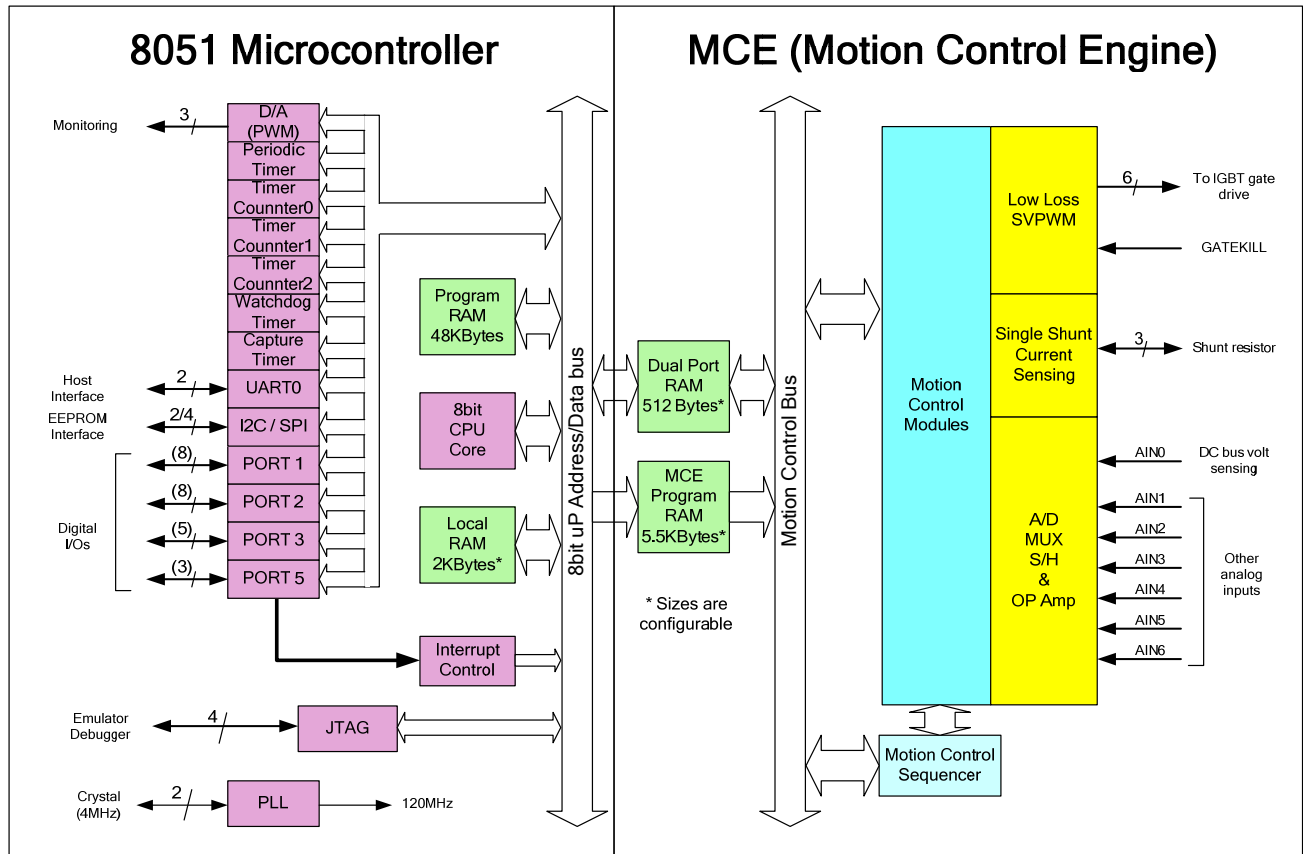 8051 Microcontroller
MCE (Motion Control Engine)
Monitoring
3
D/A
(PWM)
Periodic
Timer
Timer
Counnter0
Timer
Counnter1
Timer
Counnter2
Watchdog
Timer
Capture
Timer
Host
Interface
2
UART0
EEPROM
Interface
2/4
I2C / SPI
Digital
I/Os
(8)
PORT 1
(8)
PORT 2
(5)
PORT 3
(3)
PORT 5
Program
RAM
48KBytes
8bit
CPU
Core
Local
RAM
2KBytes*
Interrupt
Control
Emulator
Debugger
4
JTAG
Crystal
(4MHz)
2
PLL
120MHz
8bit uP Address/Data bus
Dual Port
RAM
512 Bytes*
MCE
Program
RAM
5.5KBytes*
* Sizes are
configurable
Motion Control Bus
Motion
Control
Modules
Low Loss
SVPWM
6
To IGBT gate
drive
GATEKILL
Single Shunt
Current
Sensing
3
Shunt resistor
A/D
MUX
S/H
&
OP Amp
AIN0
DC bus volt
sensing
AIN1
AIN2
AIN3
AIN4
AIN5
AIN6
Other
analog
inputs
Motion Control
Sequencer